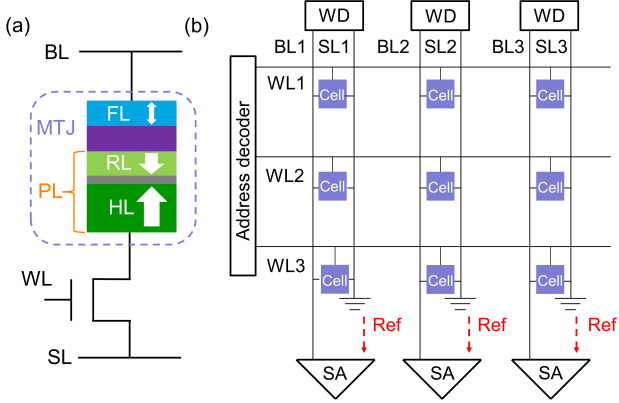 (a)
BL
MTJ
FL
PL
RL
HL
WL
SL
(b)
WD WD WD
BL1 SL1 BL2 SL2 BL3 SL3
Address decoder
WL1
Cell Cell Cell
WL2
Cell Cell Cell
WL3
Cell Cell Cell
Ref Ref Ref
SA SA SA